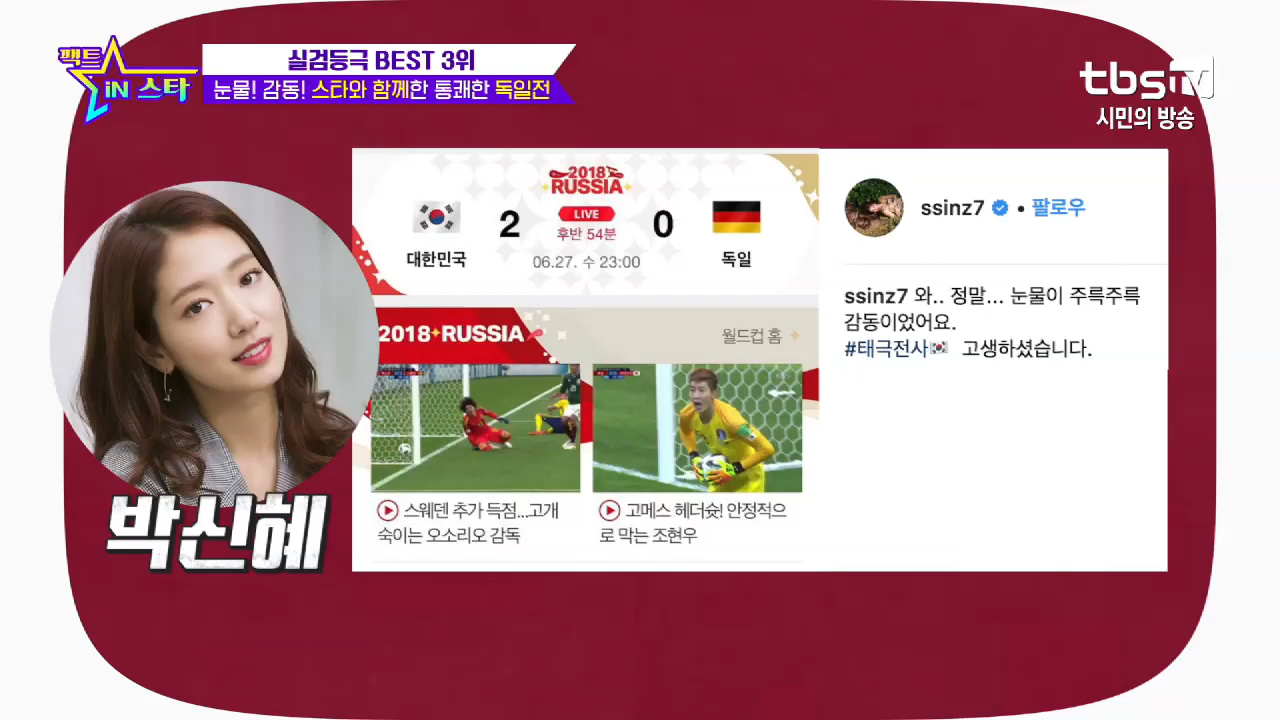 팩트
iN 스타
실검등극 BEST 3위
눈물! 감동! 스타와 함께한 통쾌한 독일전
tbs TV
시민의 방송
박신혜
2018
RUSSIA
LIVE
후반 54분
대한민국
2
0
독일
06.27. 수 23:00
2018 RUSSIA
월드컵 홈
스웨덴 추가 득점...고개
숙이는 오소리오 감독
고메스 헤더슛! 안정적으
로 막는 조현우
ssinz7 • 팔로우
ssinz7 와.. 정말... 눈물이 주륵주륵
감동이었어요.
#태극전사🇰🇷 고생하셨습니다.